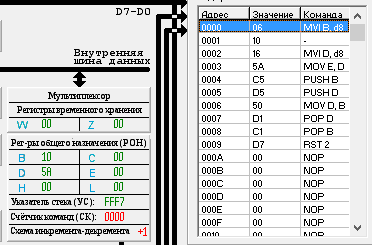 D7-D0
Внутренняя
шина данных
Мультиплексор
Регистры временного хранения
W 00 Z 00
Рег-ры общего назначения (РОН)
B 10 C 00
D 5A E 00
H 00 L 00
Указатель стека (УС): FFF7
Счётчик команд (СК): 0000
Схема инкремента-декремента +1
Адрес Значение Команда
0000 06 MVI B, d8
0001 10 -
0002 16 MVI D, d8
0003 5A MOV E, D
0004 C5 PUSH B
0005 D5 PUSH D
0006 50 MOV D, B
0007 D1 POP D
0008 C1 POP B
0009 D7 RST 2
000A 00 NOP
000B 00 NOP
000C 00 NOP
000D 00 NOP
000E 00 NOP
000F 00 NOP
0010 00 NOP